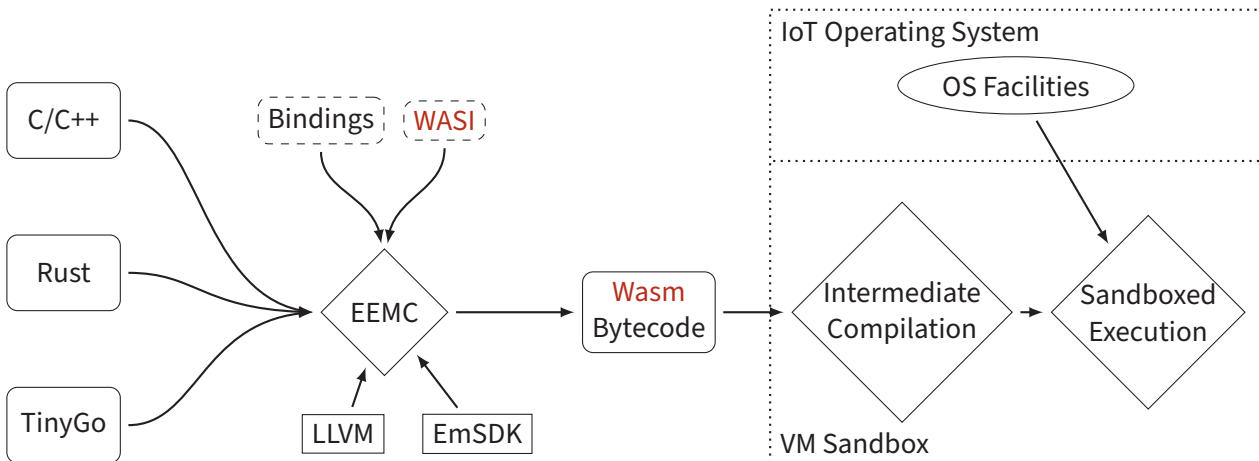 IoT Operating System
OS Facilities
C/C++
Bindings
WASI
Rust
EEMC
Wasm
Bytecode
Intermediate
Compilation
Sandboxed
Execution
TinyGo
LLVM
EmSDK
VM Sandbox